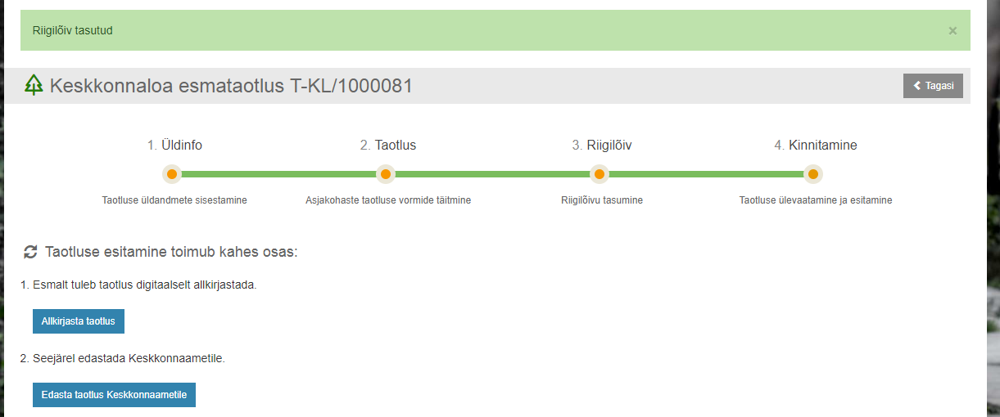 Riigilõiv tasutud ×
Keskkonnaloa esmataotlus T-KL/1000081 Tagasi
1. Üldinfo 2. Taotlus 3. Riigilõiv 4. Kinnitamine
Taotluse üldandmete sisestamine Asjakohaste taotluse vormide täitmine Riigilõivu tasumine Taotluse ülevaatamine ja esitamine
Taotluse esitamine toimub kahes osas:
1. Esmalt tuleb taotlus digitaalselt allkirjastada.
Allkirjasta taotlus
2. Seejärel edastada Keskkonnaametile.
Edasta taotlus Keskkonnaametile